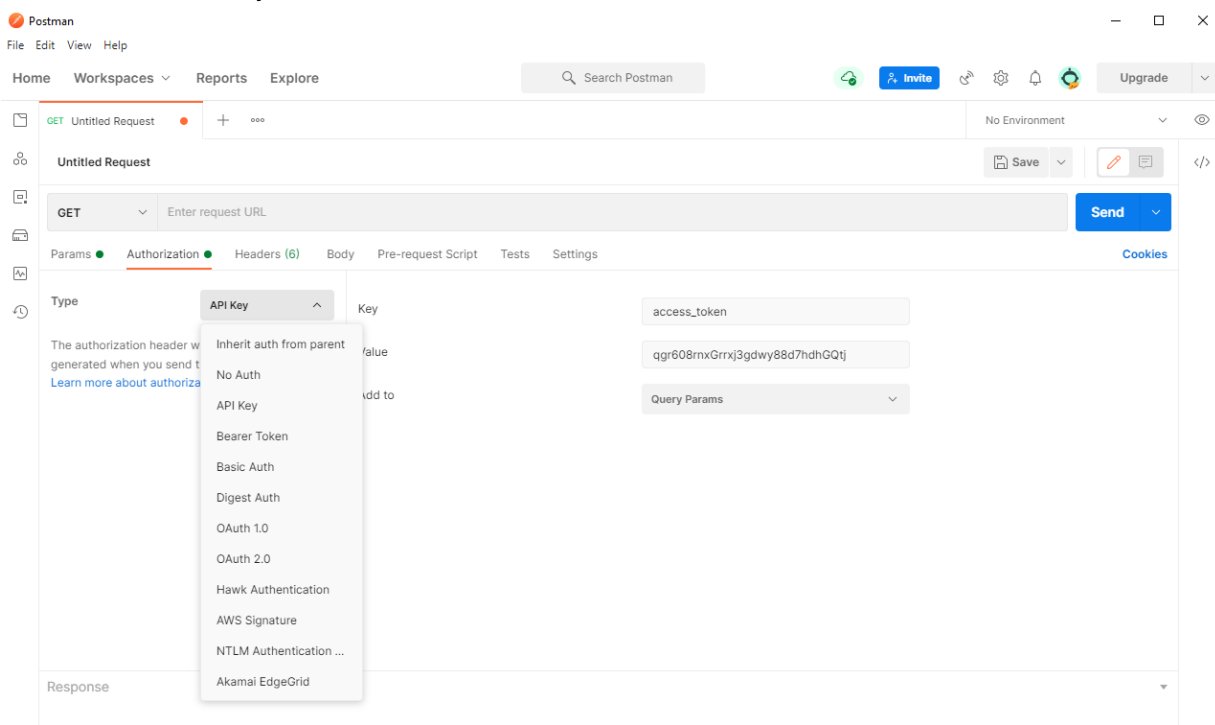 Postman
File Edit View Help
Home Workspaces Reports Explore Search Postman Invite Upgrade
GET Untitled Request No Environment
Untitled Request Save
GET Enter request URL Send
Params Authorization Headers (6) Body Pre-request Script Tests Settings Cookies
Type API Key
The authorization header w
generated when you send t
Learn more about authoriza
Inherit auth from parent
No Auth
API Key
Bearer Token
Basic Auth
Digest Auth
OAuth 1.0
OAuth 2.0
Hawk Authentication
AWS Signature
NTLM Authentication ...
Akamai EdgeGrid
Key access_token
Value qgr608rnxGrrxj3gdwy88d7hdhGQtj
Add to Query Params
Response